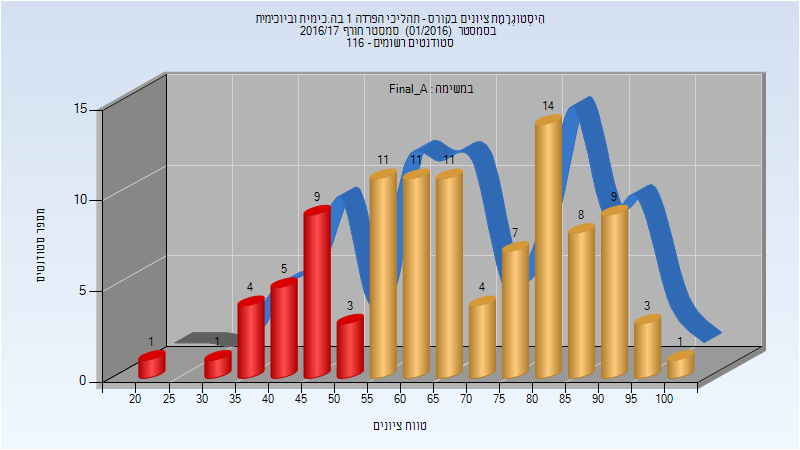 היסטוגרמת ציונים בקורס - תהליכי הפרדה 1 בה.כימית וביוכימית
בסמסטר (01/2016) סמסטר חורף 2016/17
סטודנטים רשומים - 116
במשימה : Final_A
מספר סטודנטים
15
10
5
0
1
1
4
5
9
3
11
11
11
4
7
14
8
9
3
1
20 25 30 35 40 45 50 55 60 65 70 75 80 85 90 95 100
טווח ציונים